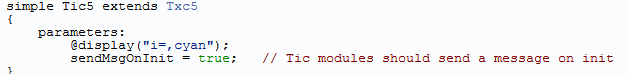 simple Tic5 extends Txc5
{
    parameters:
        @display("i=,cyan");
        sendMsgOnInit = true;   // Tic modules should send a message on init
}